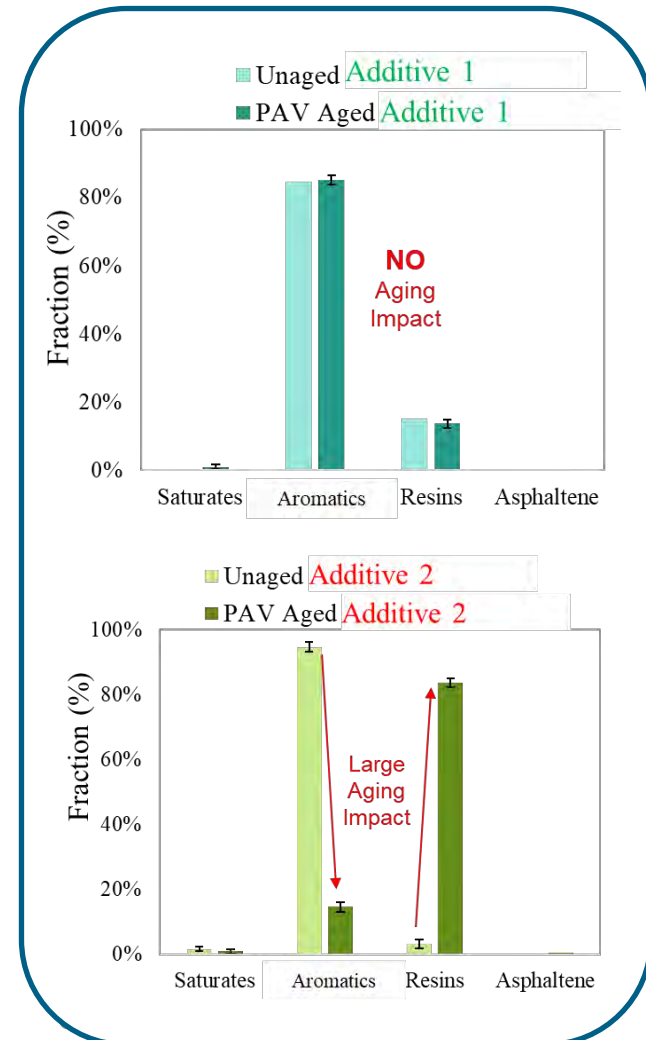 Unaged Additive 1
PAV Aged Additive 1
100%
80%
60%
40%
20%
0%
Fraction (%)
NO
Aging
Impact
Saturates Aromatics Resins Asphaltene
Unaged Additive 2
PAV Aged Additive 2
100%
80%
60%
40%
20%
0%
Fraction (%)
Large
Aging
Impact
Saturates Aromatics Resins Asphaltene